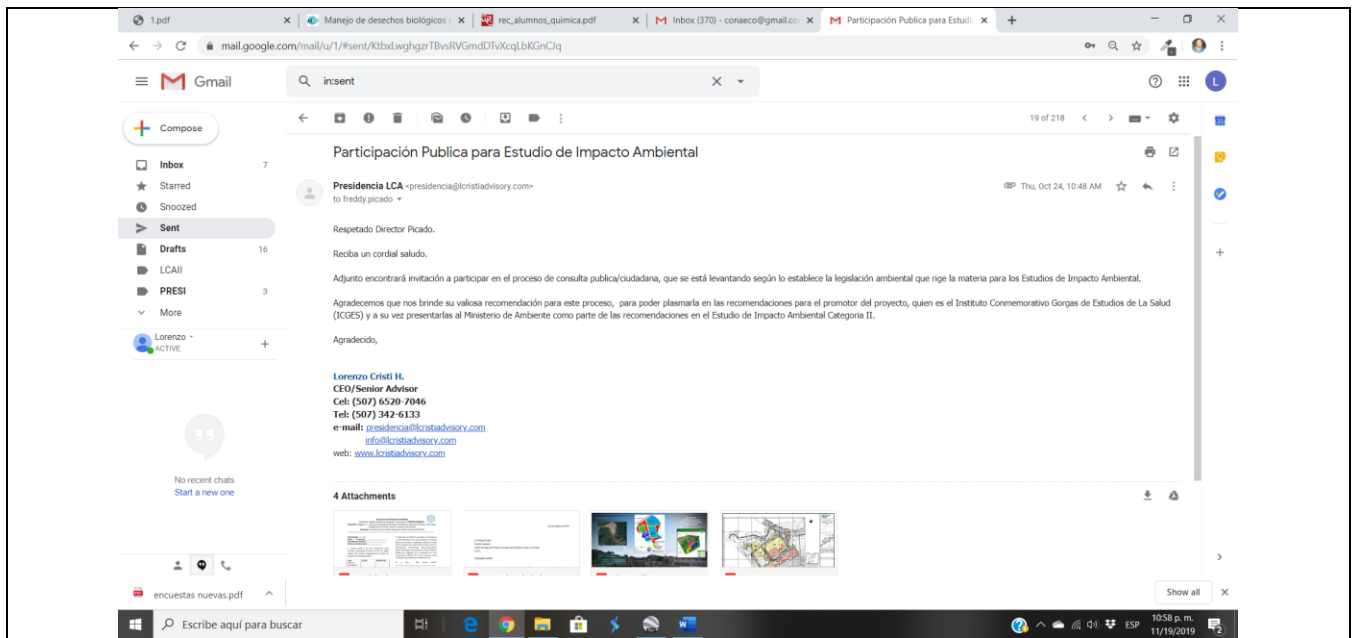 1.pdf
Manejo de desechos biológicos
rec_alumnos_quimica.pdf
Inbox (370) - conaeco@gmail.co
Participación Publica para Estudio
mail.google.com/mail/u/1/#sent/KtbxLwghgzrTBvsRVGmdDTvXcqLbKGnCJq
Gmail
in:sent
L
Compose
19 of 218
Inbox 7
Starred
Snoozed
Sent
Drafts 16
LCAII
PRESI 3
More
Lorenzo
ACTIVE
No recent chats
Start a new one
Participación Publica para Estudio de Impacto Ambiental
Presidencia LCA <presidencia@lcristiadvisory.com>
Thu, Oct 24, 10:48 AM
to freddy.picado
Respetado Director Picado.
Reciba un cordial saludo.
Adjunto encontrará invitación a participar en el proceso de consulta publica/ciudadana, que se está levantando según lo establece la legislación ambiental que rige la materia para los Estudios de Impacto Ambiental.
Agradecemos que nos brinde su valiosa recomendación para este proceso, para poder plasmarla en las recomendaciones para el promotor del proyecto, quien es el Instituto Conmemorativo Gorgas de Estudios de La Salud
(ICGES) y a su vez presentarlas al Ministerio de Ambiente como parte de las recomendaciones en el Estudio de Impacto Ambiental Categoria II.
Agradecido,
Lorenzo Cristi H.
CEO/Senior Advisor
Cel: (507) 6520-7046
Tel: (507) 342-6133
e-mail: presidencia@lcristiadvisory.com
info@lcristiadvisory.com
web: www.lcristiadvisory.com
4 Attachments
encuestas nuevas.pdf
Show all
Escribe aquí para buscar
ESP
10:58 p. m.
11/19/2019